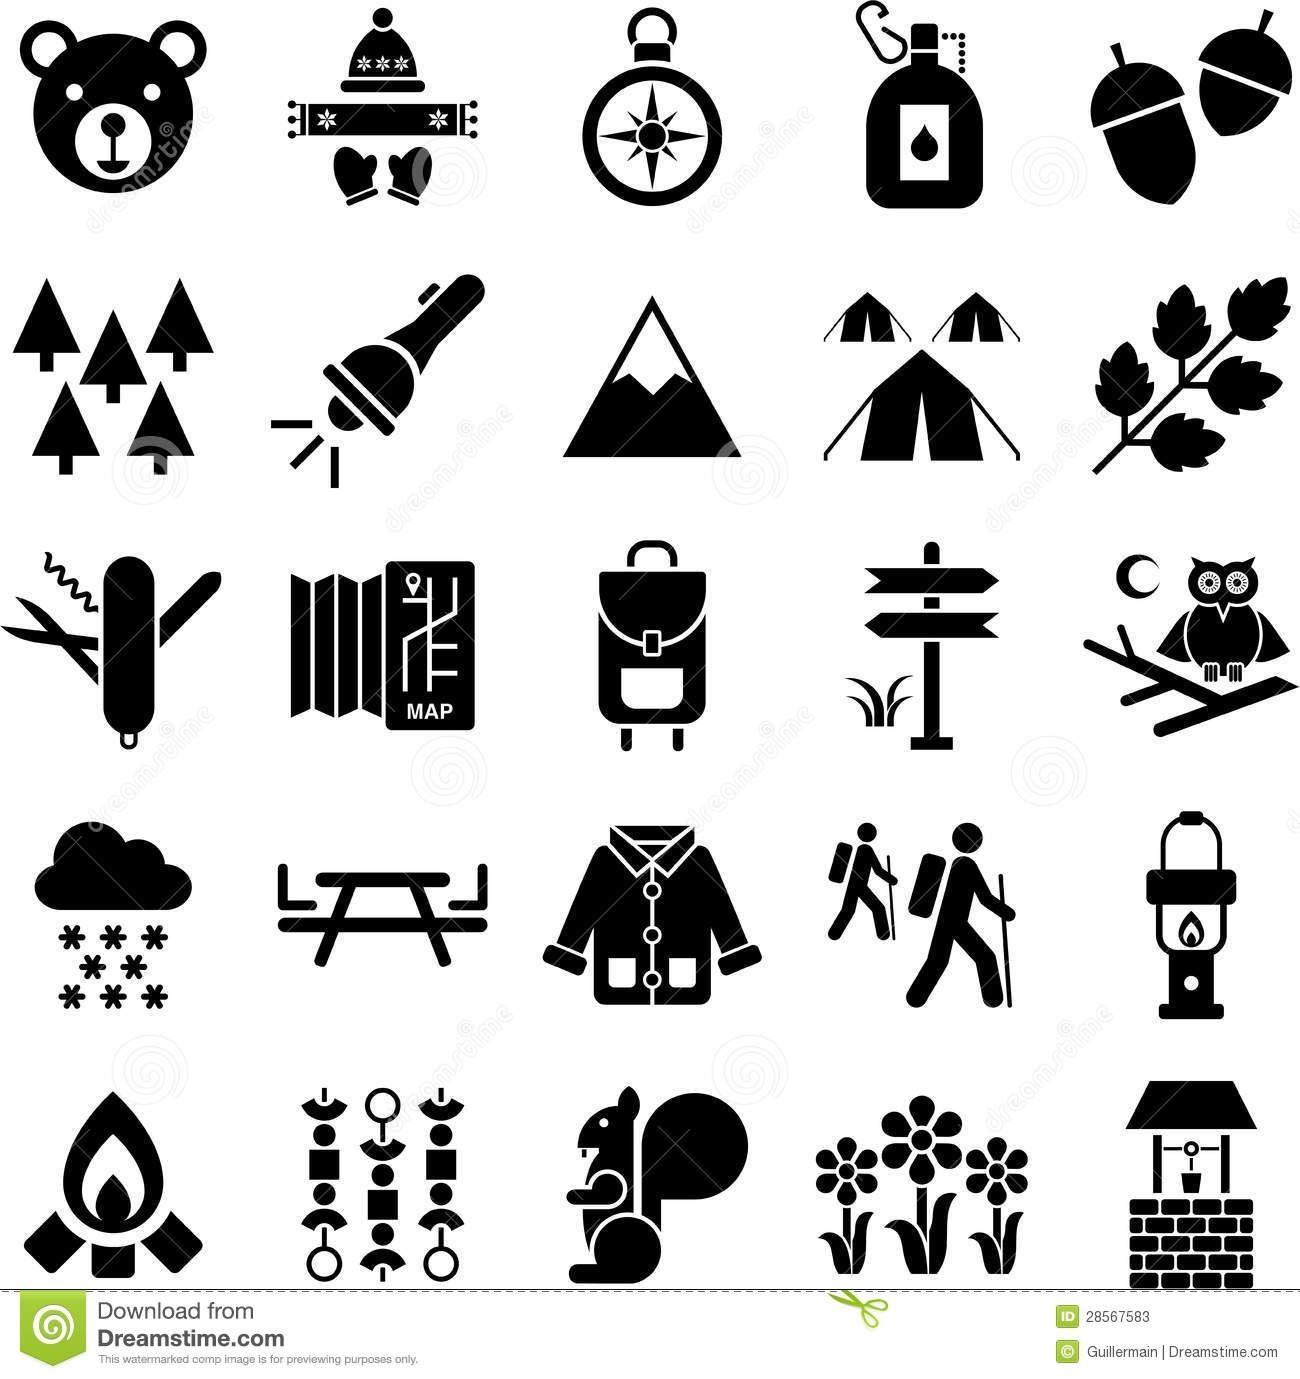 MAP
Download from
Dreamstime.com
This watermarked comp image is for previewing purposes only.
ID 28567583
© Guillermain | Dreamstime.com